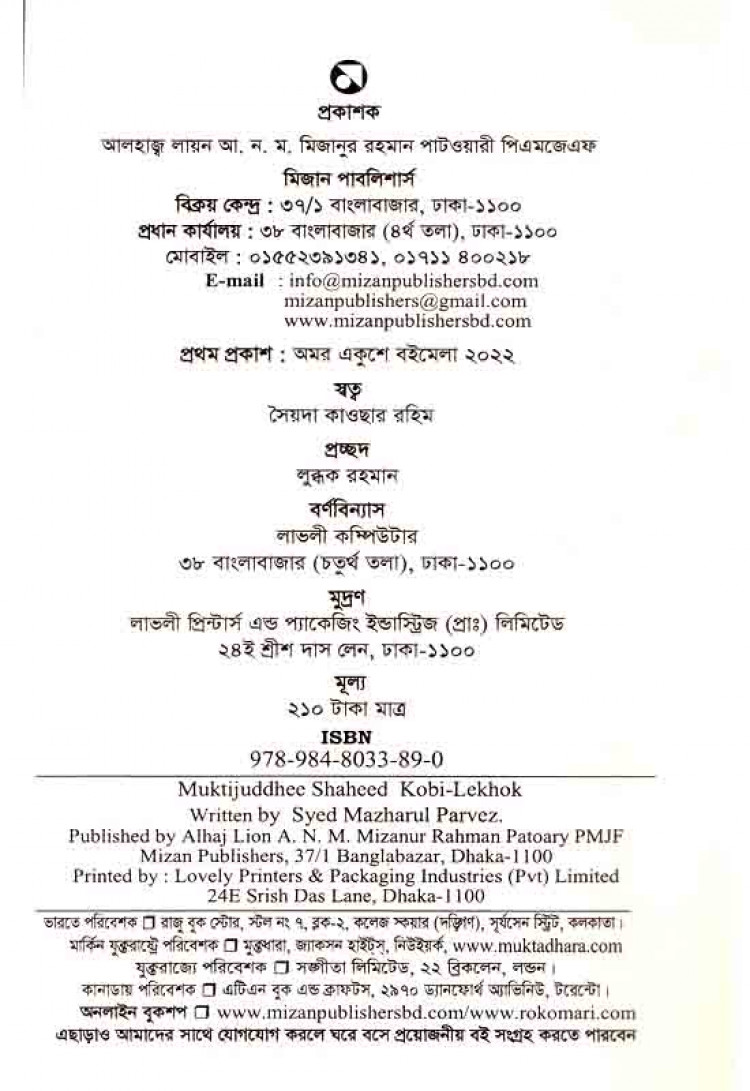 প্রকাশক
আলহাজ্ব লায়ন আ. ন. ম. মিজানুর রহমান পাটওয়ারী পিএমজেএফ
মিজান পাবলিশার্স
বিক্রয় কেন্দ্র : ৩৭/১ বাংলাবাজার, ঢাকা-১১০০
প্রধান কার্যালয় : ৩৮ বাংলাবাজার (৪র্থ তলা), ঢাকা-১১০০
মোবাইল : ০১৫৫২৩৯১৩৪১, ০১৭১১ ৪০০২১৮
E-mail : info@mizanpublishersbd.com
mizanpublishers@gmail.com
www.mizanpublishersbd.com
প্রথম প্রকাশ : অমর একুশে বইমেলা ২০২২
স্বত্ব
সৈয়দা কাওছার রহিম
প্রচ্ছদ
লুব্ধক রহমান
বর্ণবিন্যাস
লাভলী কম্পিউটার
৩৮ বাংলাবাজার (চতুর্থ তলা), ঢাকা-১১০০
মুদ্রণ
লাভলী প্রিন্টার্স এন্ড প্যাকেজিং ইন্ডাস্ট্রিজ (প্রাঃ) লিমিটেড
২৪ই শ্রীশ দাস লেন, ঢাকা-১১০০
মূল্য
২১০ টাকা মাত্র
ISBN
978-984-8033-89-0
Muktijuddhee Shaheed Kobi-Lekhok
Written by Syed Mazharul Parvez.
Published by Alhaj Lion A. N. M. Mizanur Rahman Patoary PMJF
Mizan Publishers, 37/1 Banglabazar, Dhaka-1100
Printed by : Lovely Printers & Packaging Industries (Pvt) Limited
24E Srish Das Lane, Dhaka-1100
ভারতে পরিবেশক ❐ রাজু বুক স্টোর, স্টল নং ৭, ব্লক-২, কলেজ স্কয়ার (দক্ষিণ), সূর্যসেন স্ট্রিট, কলকাতা।
মার্কিন যুক্তরাষ্ট্রে পরিবেশক ❐ মুক্তধারা, জ্যাকসন হাইটস, নিউইয়র্ক, www.muktadhara.com
যুক্তরাজ্যে পরিবেশক ❐ সঙ্গীতা লিমিটেড, ২২ ব্রিকলেন, লন্ডন।
কানাডায় পরিবেশক ❐ এটিএন বুক এন্ড ক্রাফটস, ২৯৭০ ড্যানফোর্থ অ্যাভিনিউ, টরেন্টো।
অনলাইন বুকশপ ❐ www.mizanpublishersbd.com/www.rokomari.com
এছাড়াও আমাদের সাথে যোগযোগ করলে ঘরে বসে প্রয়োজনীয় বই সংগ্রহ করতে পারবেন